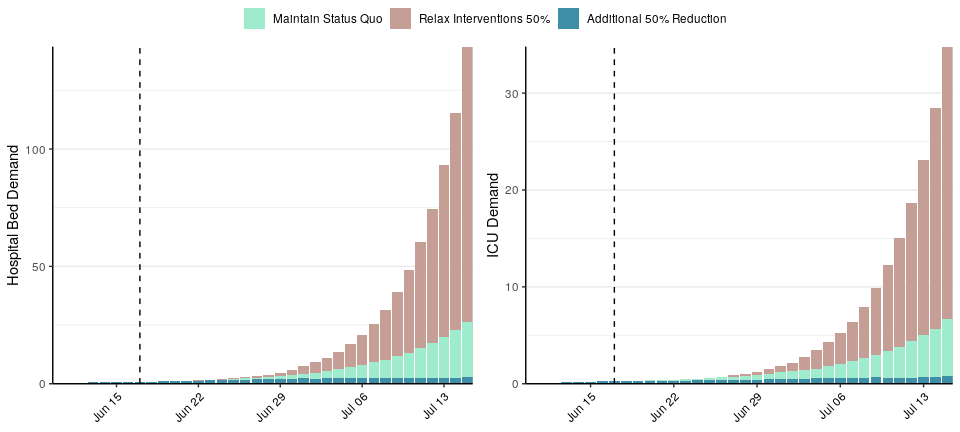 Maintain Status Quo Relax Interventions 50% Additional 50% Reduction
Hospital Bed Demand
100
50
0
Jun 15 Jun 22 Jun 29 Jul 06 Jul 13
ICU Demand
30
20
10
0
Jun 15 Jun 22 Jun 29 Jul 06 Jul 13